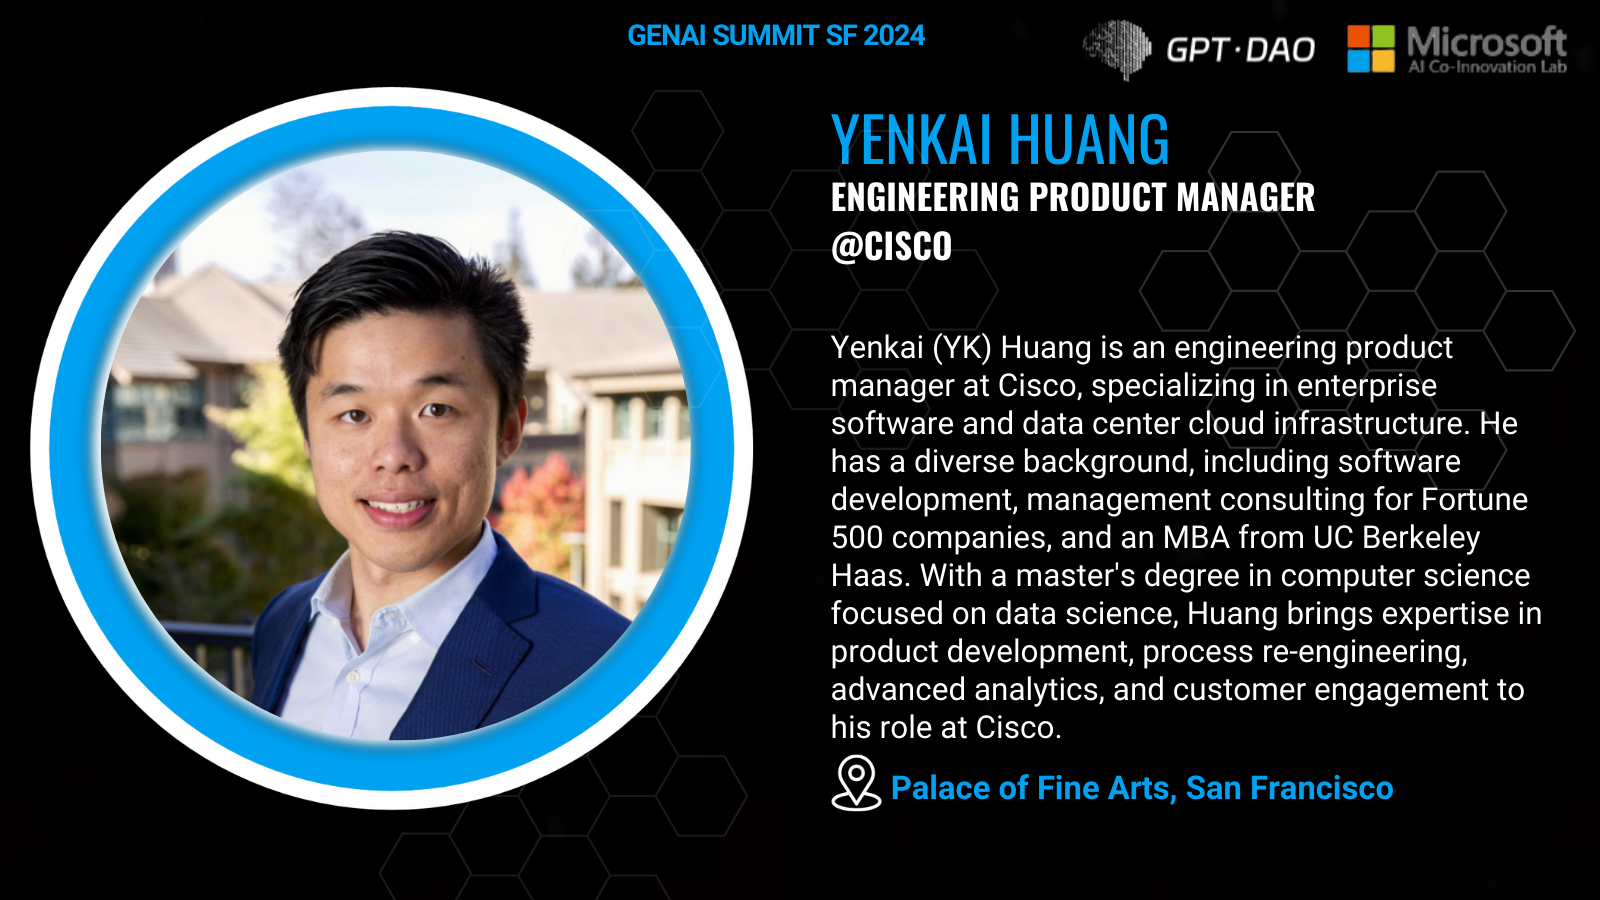 GENAI SUMMIT SF 2024
GPT·DAO
Microsoft
AI Co-Innovation Lab
YENKAI HUANG
ENGINEERING PRODUCT MANAGER
@CISCO
Yenkai (YK) Huang is an engineering product
manager at Cisco, specializing in enterprise
software and data center cloud infrastructure. He
has a diverse background, including software
development, management consulting for Fortune
500 companies, and an MBA from UC Berkeley
Haas. With a master's degree in computer science
focused on data science, Huang brings expertise in
product development, process re-engineering,
advanced analytics, and customer engagement to
his role at Cisco.
Palace of Fine Arts, San Francisco